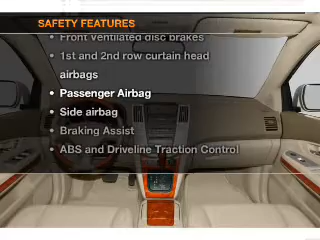 SAFETY FEATURES
• Front Ventilated disc brakes
• 1st and 2nd row curtain head
airbags
• Passenger Airbag
• Side airbag
• Braking Assist
• ABS and Driveline Traction Control